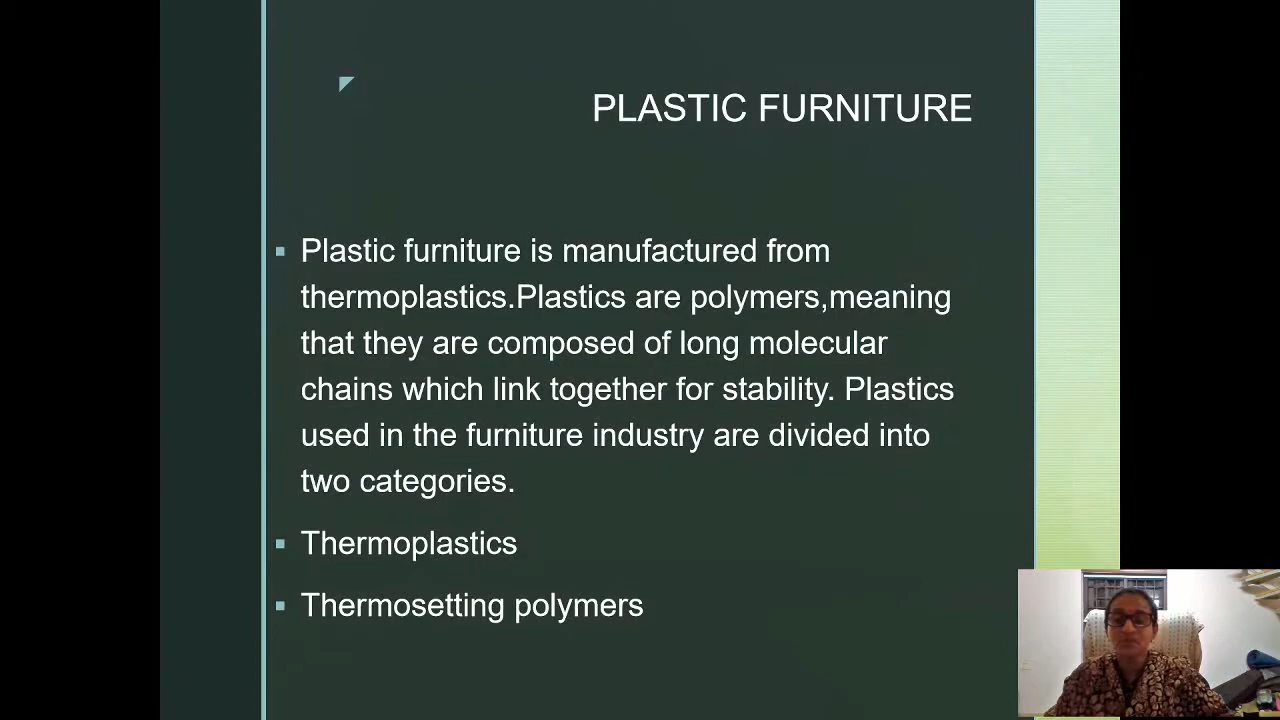 PLASTIC FURNITURE
▪ Plastic furniture is manufactured from
thermoplastics.Plastics are polymers,meaning
that they are composed of long molecular
chains which link together for stability. Plastics
used in the furniture industry are divided into
two categories.
▪ Thermoplastics
▪ Thermosetting polymers